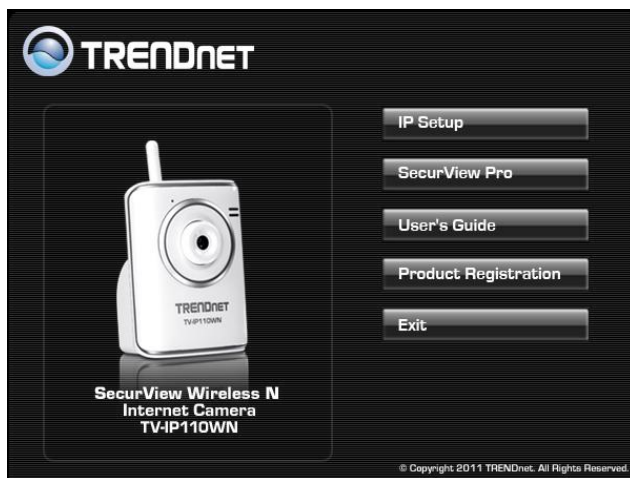 TRENDNET
IP Setup
SecurView Pro
User's Guide
Product Registration
Exit
TRENDNET
TV-IP110WN
SecurView Wireless N
Internet Camera
TV-IP110WN
© Copyright 2011 TRENDnet. All Rights Reserved.